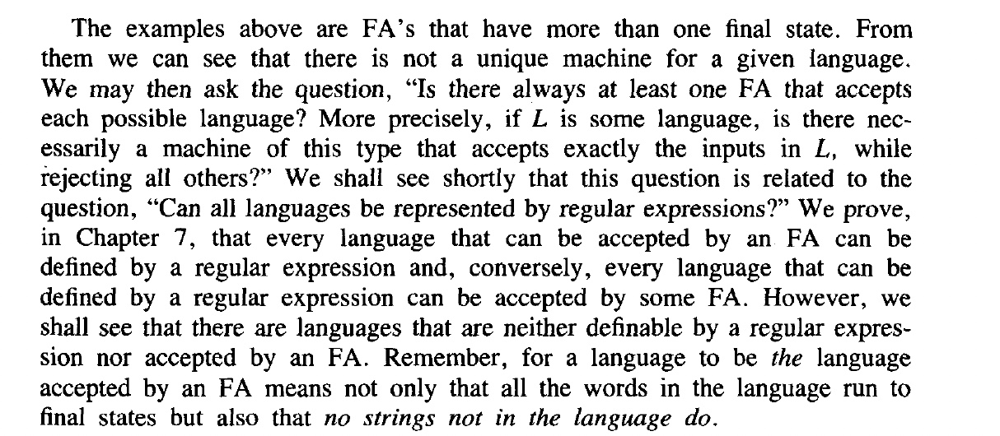 The examples above are FA's that have more than one final state. From
them we can see that there is not a unique machine for a given language.
We may then ask the question, “Is there always at least one FA that accepts
each possible language? More precisely, if L is some language, is there nec-
essarily a machine of this type that accepts exactly the inputs in L, while
rejecting all others?” We shall see shortly that this question is related to the
question, “Can all languages be represented by regular expressions?” We prove,
in Chapter 7, that every language that can be accepted by an FA can be
defined by a regular expression and, conversely, every language that can be
defined by a regular expression can be accepted by some FA. However, we
shall see that there are languages that are neither definable by a regular expres-
sion nor accepted by an FA. Remember, for a language to be the language
accepted by an FA means not only that all the words in the language run to
final states but also that no strings not in the language do.